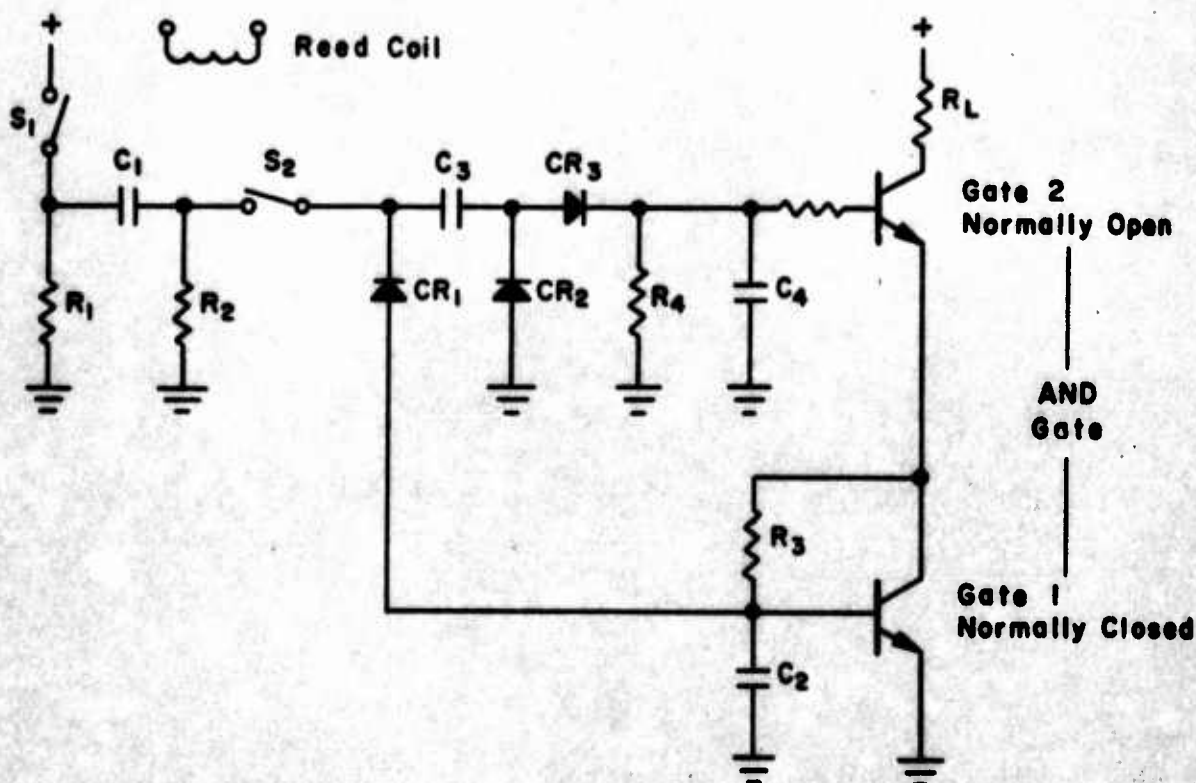 +
Reed Coil
+
S1
RL
C1
S2
C3
CR3
Gate 2
Normally Open
R1
R2
CR1
CR2
R4
C4
AND
Gate
R3
Gate 1
Normally Closed
C2